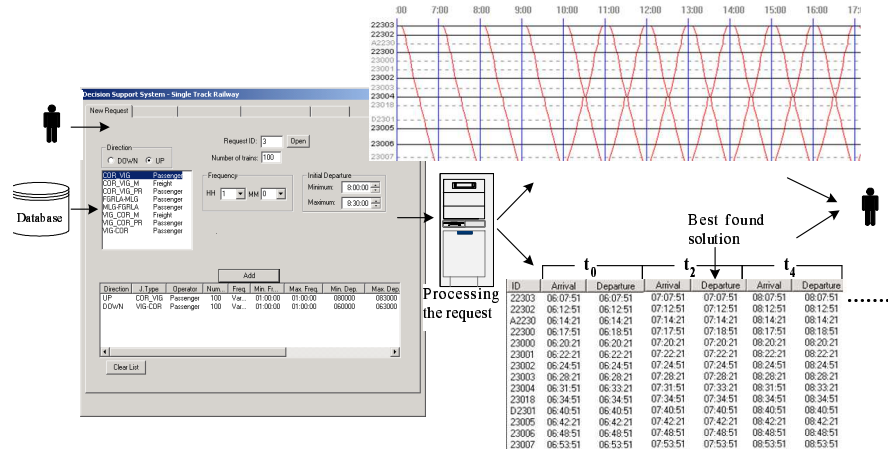 :00 7:00 8:00 9:00 10:00 11:00 12:00 13:00 14:00 15:00 16:00 17:
22303
22302
A2230
22300
23000
23001
23002
23004
23018
D2301
23005
23006
23007
Decision Support System - Single Track Railway
New Request
Request ID: 3 Open
Number of trains: 100
Direction
DOWN UP
COR_VIG Passenger
COR_VIG_M Freight
COR_VIG_PR Passenger
FGRLA-MLG Passenger
MLG-FGRLA Passenger
VIG_COR_M Freight
VIG_COR_PR Passenger
VIG-COR Passenger
Frequency
HH 1 MM 0
Initial Departure
Minimum: 8:00:00
Maximum: 8:30:00
Add
Direction J.Type Operator Num... Freq Min. Fr... Max. Freq Min. Dep. Max. Dep
UP COR_VIG Passenger 100 Var... 01:00:00 01:00:00 080000 083000
DOWN VIG-COR Passenger 100 Var... 01:00:00 01:00:00 060000 063000
Clear List
Database
Processing
the request
Best found
solution
t0 t2 t4
ID Arrival Departure Arrival Departure Arrival Departure
22303 06:07:51 06:07:51 07:07:51 07:07:51 08:07:51 08:07:51
22302 06:12:51 06:12:51 07:12:51 07:12:51 08:12:51 08:12:51
A2230 06:14:21 06:14:21 07:14:21 07:14:21 08:14:21 08:14:21
22300 06:17:51 06:18:51 07:17:51 07:18:51 08:17:51 08:18:51
23000 06:20:21 06:20:21 07:20:21 07:20:21 08:20:21 08:20:21
23001 06:22:21 06:22:21 07:22:21 07:22:21 08:22:21 08:22:21
23002 06:24:51 06:24:51 07:24:51 07:24:51 08:24:51 08:24:51
23003 06:28:21 06:28:21 07:28:21 07:28:21 08:28:21 08:28:21
23004 06:31:51 06:33:21 07:31:51 07:33:21 08:31:51 08:33:21
23018 06:34:51 06:34:51 07:34:51 07:34:51 08:34:51 08:34:51
D2301 06:40:51 06:40:51 07:40:51 07:40:51 08:40:51 08:40:51
23005 06:42:21 06:42:21 07:42:21 07:42:21 08:42:21 08:42:21
23006 06:48:51 06:48:51 07:48:51 07:48:51 08:48:51 08:48:51
23007 06:53:51 06:53:51 07:53:51 07:53:51 08:53:51 08:53:51